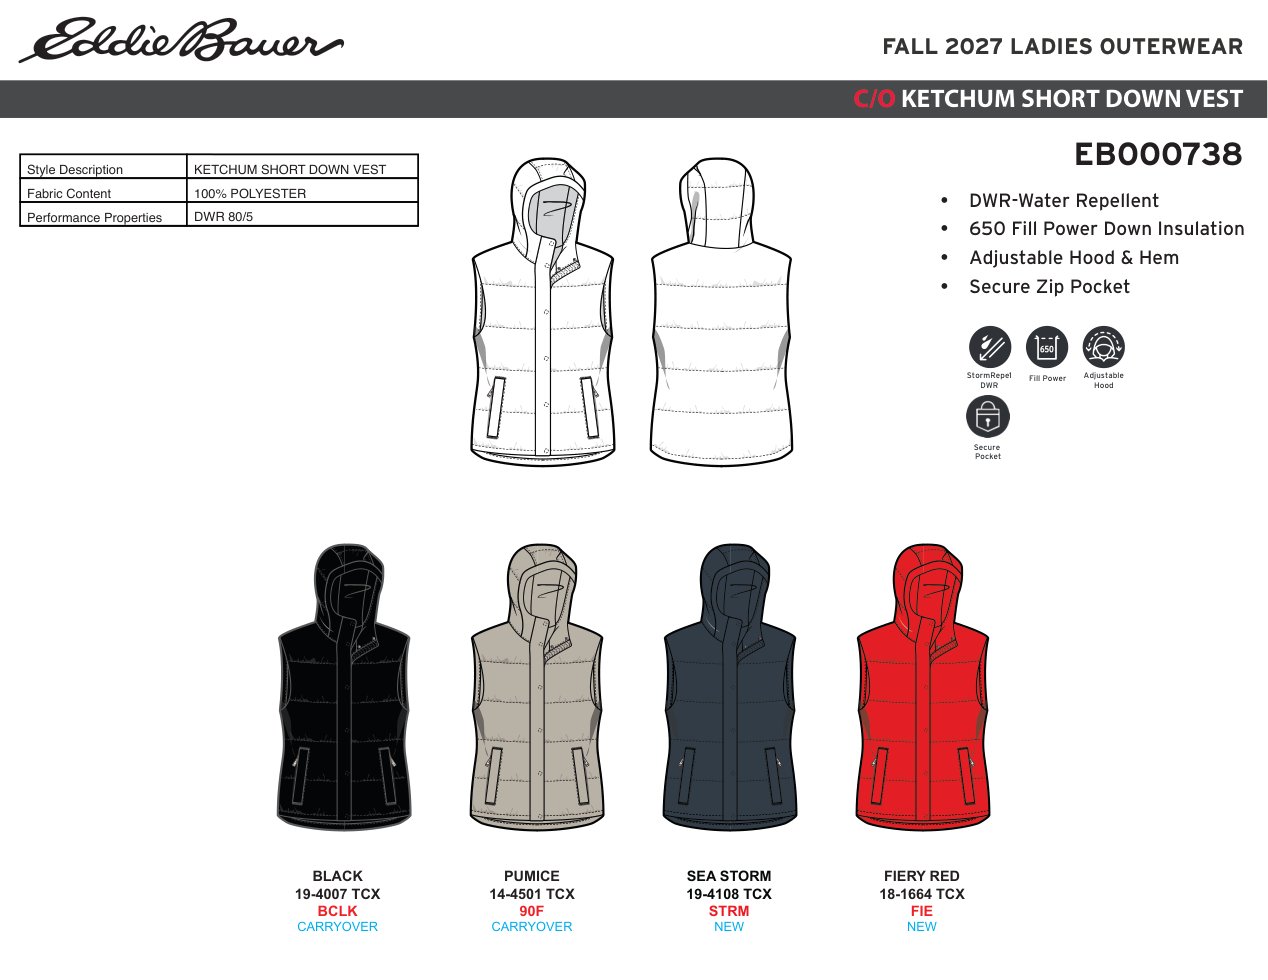 Eddie Bauer
FALL 2027 LADIES OUTERWEAR
C/O KETCHUM SHORT DOWN VEST
EB000738
Style Description KETCHUM SHORT DOWN VEST
Fabric Content 100% POLYESTER
Performance Properties DWR 80/5
• DWR-Water Repellent
• 650 Fill Power Down Insulation
• Adjustable Hood & Hem
• Secure Zip Pocket
StormRepel
DWR
650
Fill Power
Adjustable
Hood
Secure
Pocket
BLACK
19-4007 TCX
BCLK
CARRYOVER
PUMICE
14-4501 TCX
90F
CARRYOVER
SEA STORM
19-4108 TCX
STRM
NEW
FIERY RED
18-1664 TCX
FIE
NEW